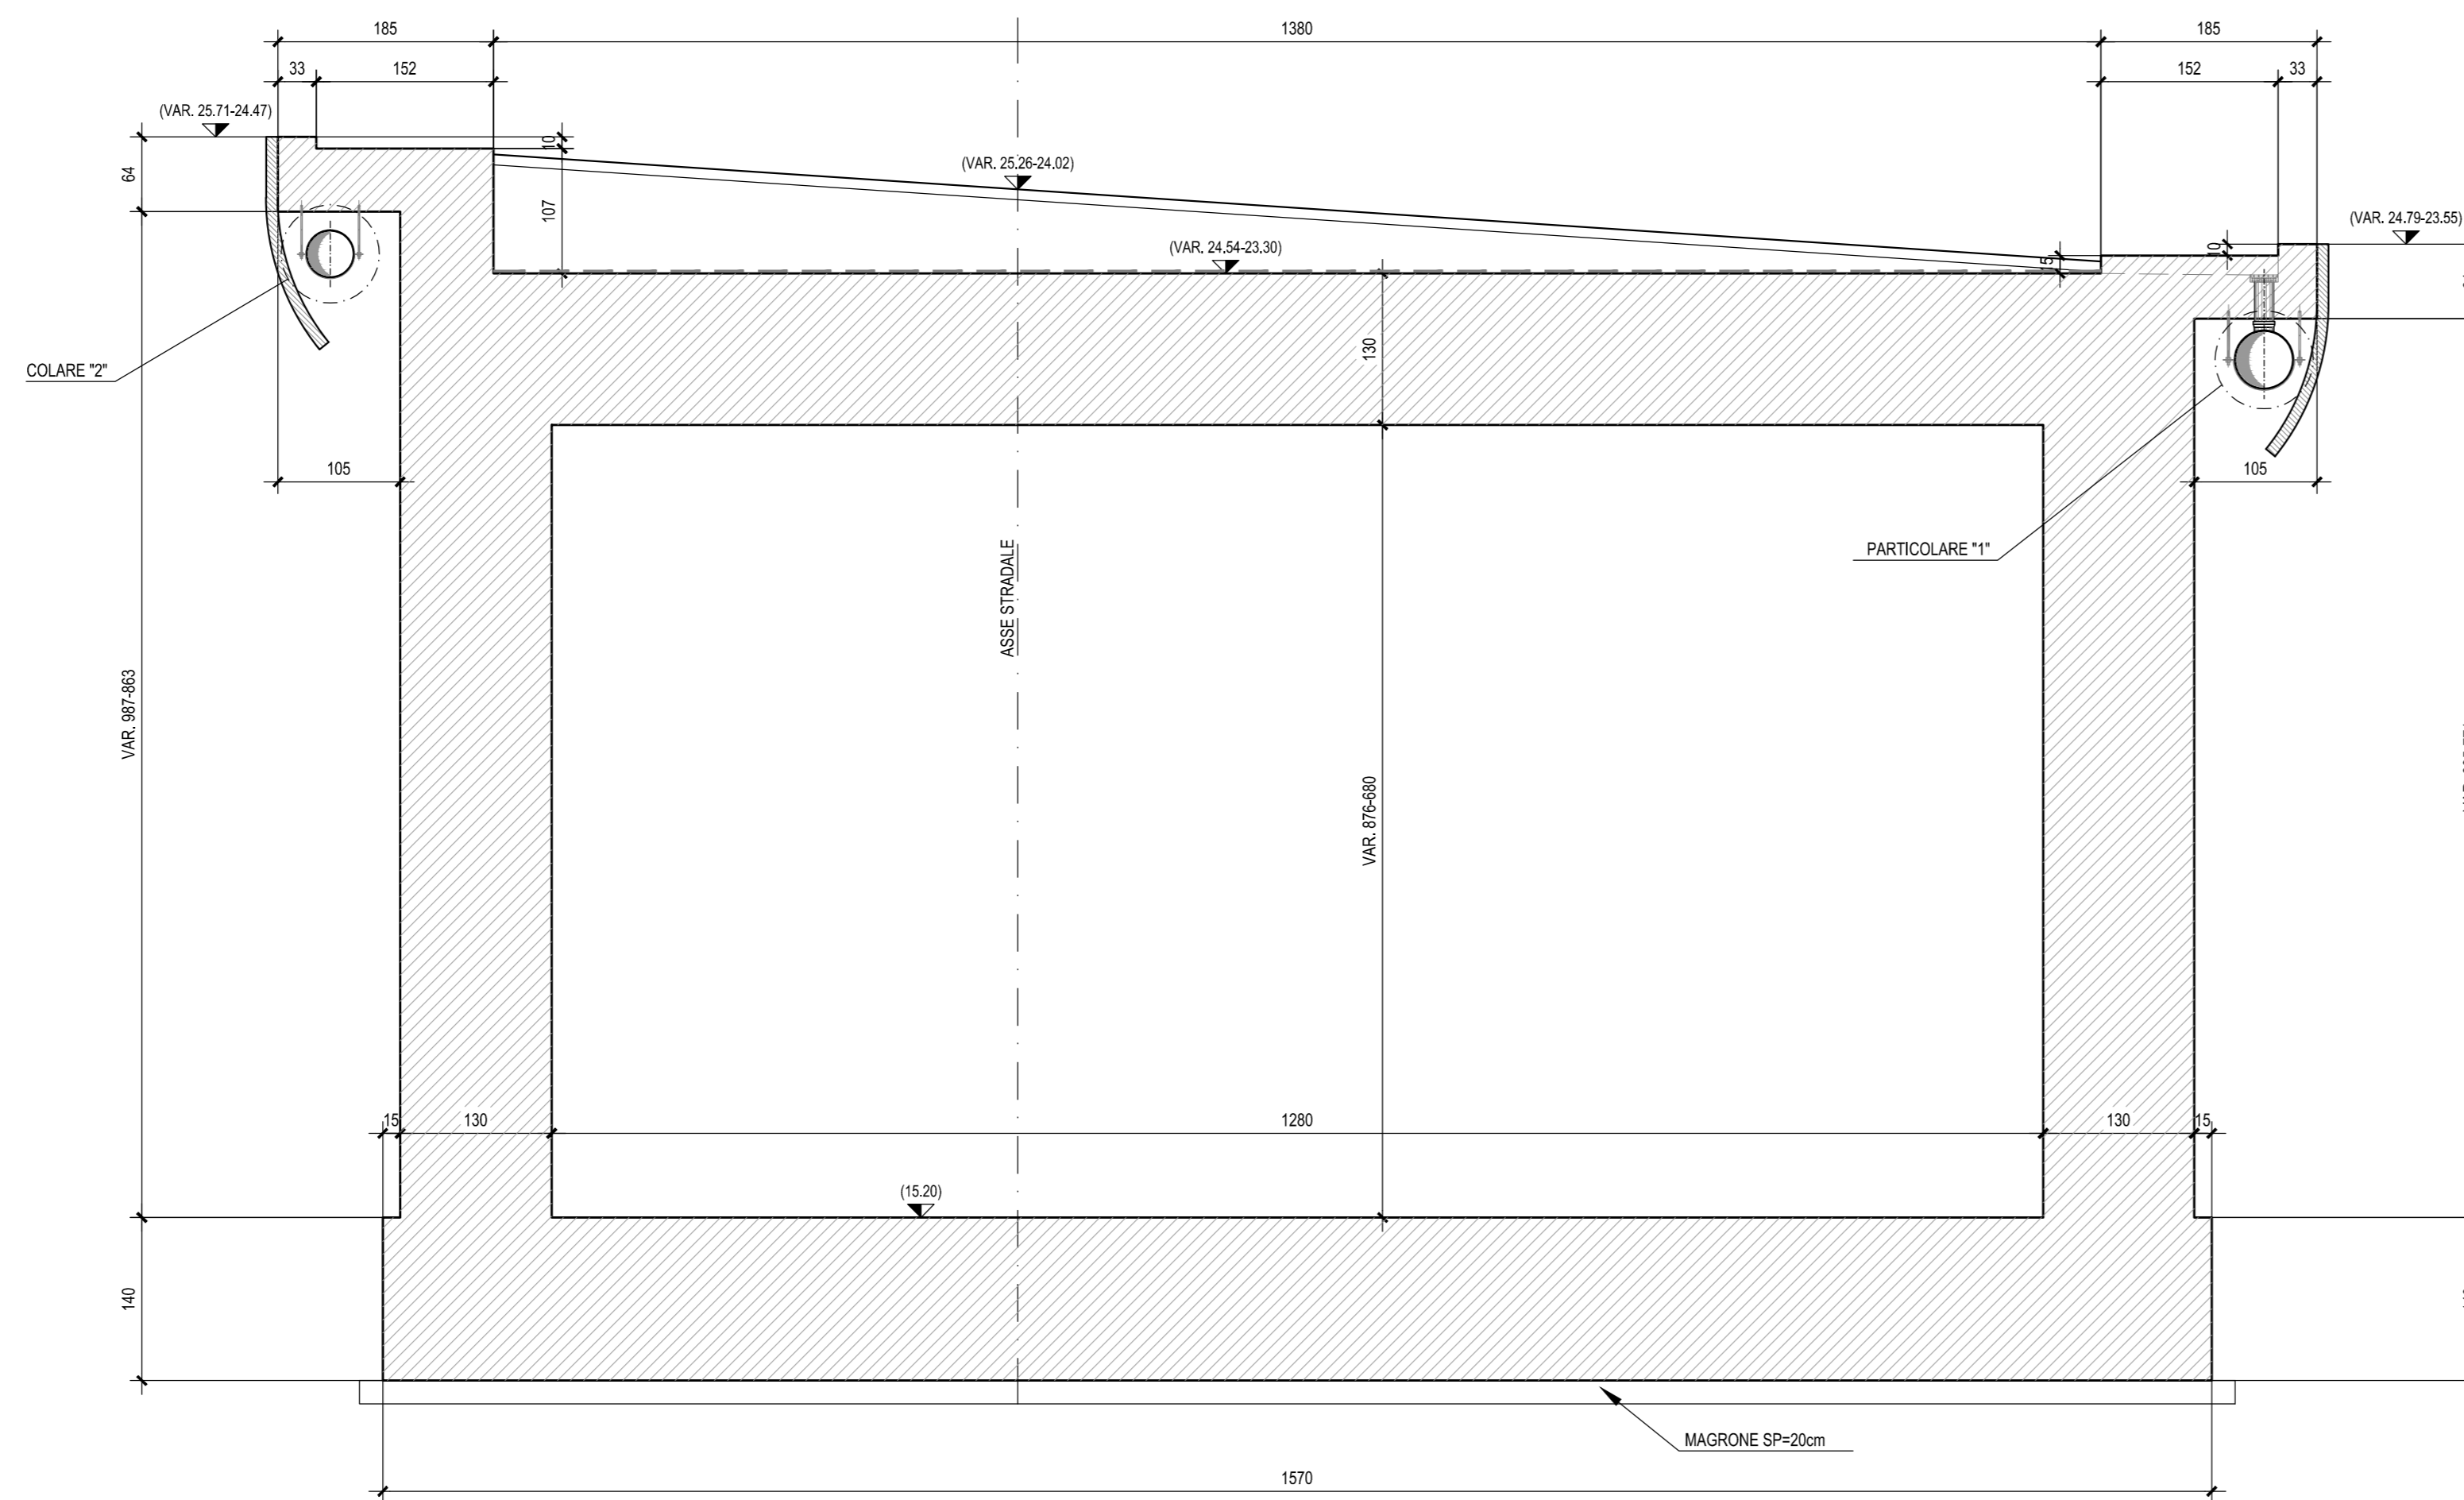 185
1380
185
33
152
152
33
(VAR. 25.71-24.47)
10
64
(VAR. 25.26-24.02)
107
(VAR. 24.54-23.30)
(VAR. 24.79-23.55)
10
15
COLARE "2"
130
105
105
PARTICOLARE "1"
ASSE STRADALE
VAR. 987-863
VAR. 876-680
15
130
1280
130
15
(15.20)
140
MAGRONE SP=20cm
1570